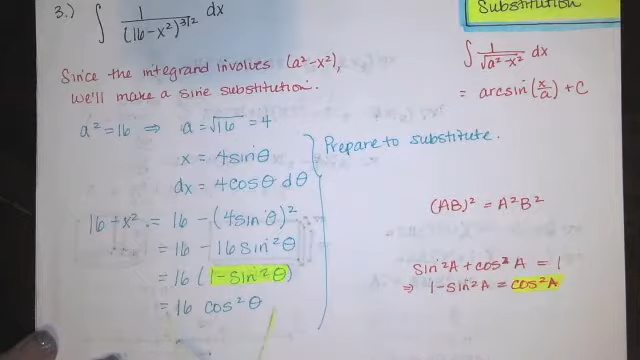 Substitution
3.) ∫ 1/(16-x²)^3/2 dx
∫ 1/√a²-x² dx
= arcsin(x/a) + C
Since the integrand involves (a²-x²),
we'll make a sine substitution.
a² = 16 ⇒ a = √16 = 4
x = 4sinθ
dx = 4cosθ dθ
Prepare to substitute.
16-x² = 16 - (4sinθ)²
= 16 - 16sin²θ
= 16 (1-sin²θ)
= 16 cos²θ
(AB)² = A²B²
sin²A + cos²A = 1
⇒ 1-sin²A = cos²A